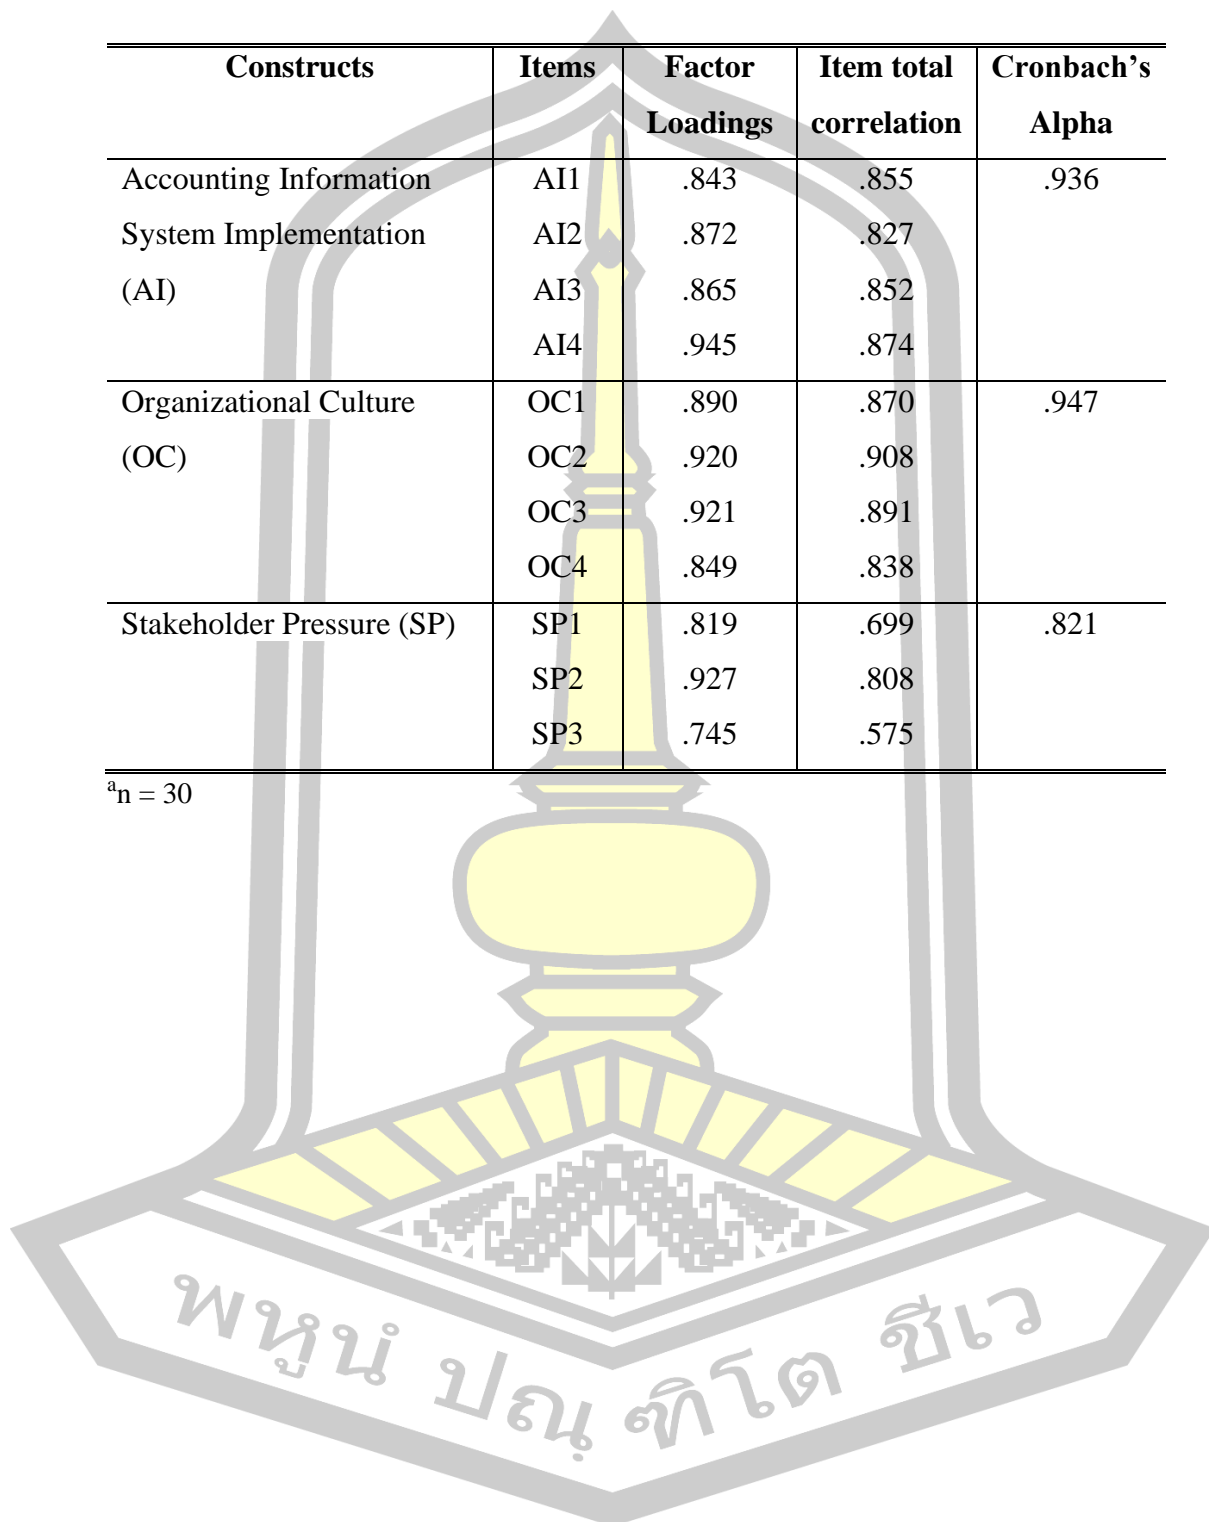 Constructs Items Factor Loadings Item total correlation Cronbach's Alpha
Accounting Information AI1 .843 .855 .936
System Implementation AI2 .872 .827
(AI) AI3 .865 .852
AI4 .945 .874
Organizational Culture OC1 .890 .870 .947
(OC) OC2 .920 .908
OC3 .921 .891
OC4 .849 .838
Stakeholder Pressure (SP) SP1 .819 .699 .821
SP2 .927 .808
SP3 .745 .575
ᵃn = 30
พหูนํ ปณฺฑิโต ชีเว